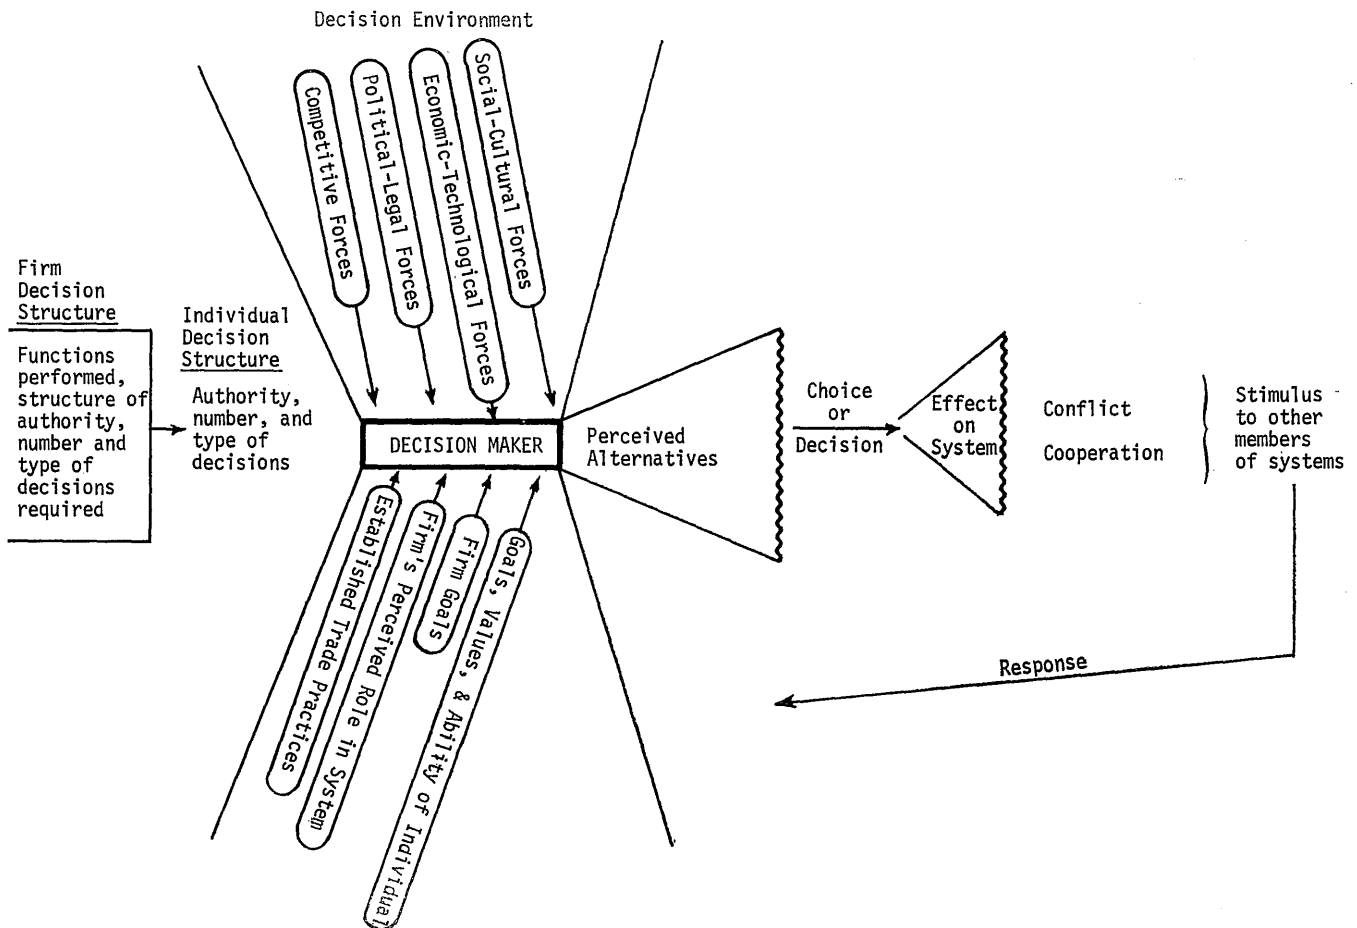 Decision Environment
Competitive Forces
Political-Legal Forces
Economic-Technological Forces
Social-Cultural Forces
Firm
Decision
Structure
Functions
performed,
structure of
authority,
number and
type of
decisions
required
Individual
Decision
Structure
Authority,
number, and
type of
decisions
DECISION MAKER
Established Trade Practices
Firm's Perceived Role in System
Firm Goals
Goals, Values, & Ability of Individual
Perceived
Alternatives
Choice
or
Decision
Effect
on
System
Conflict
Cooperation
Stimulus
to other
members
of systems
Response